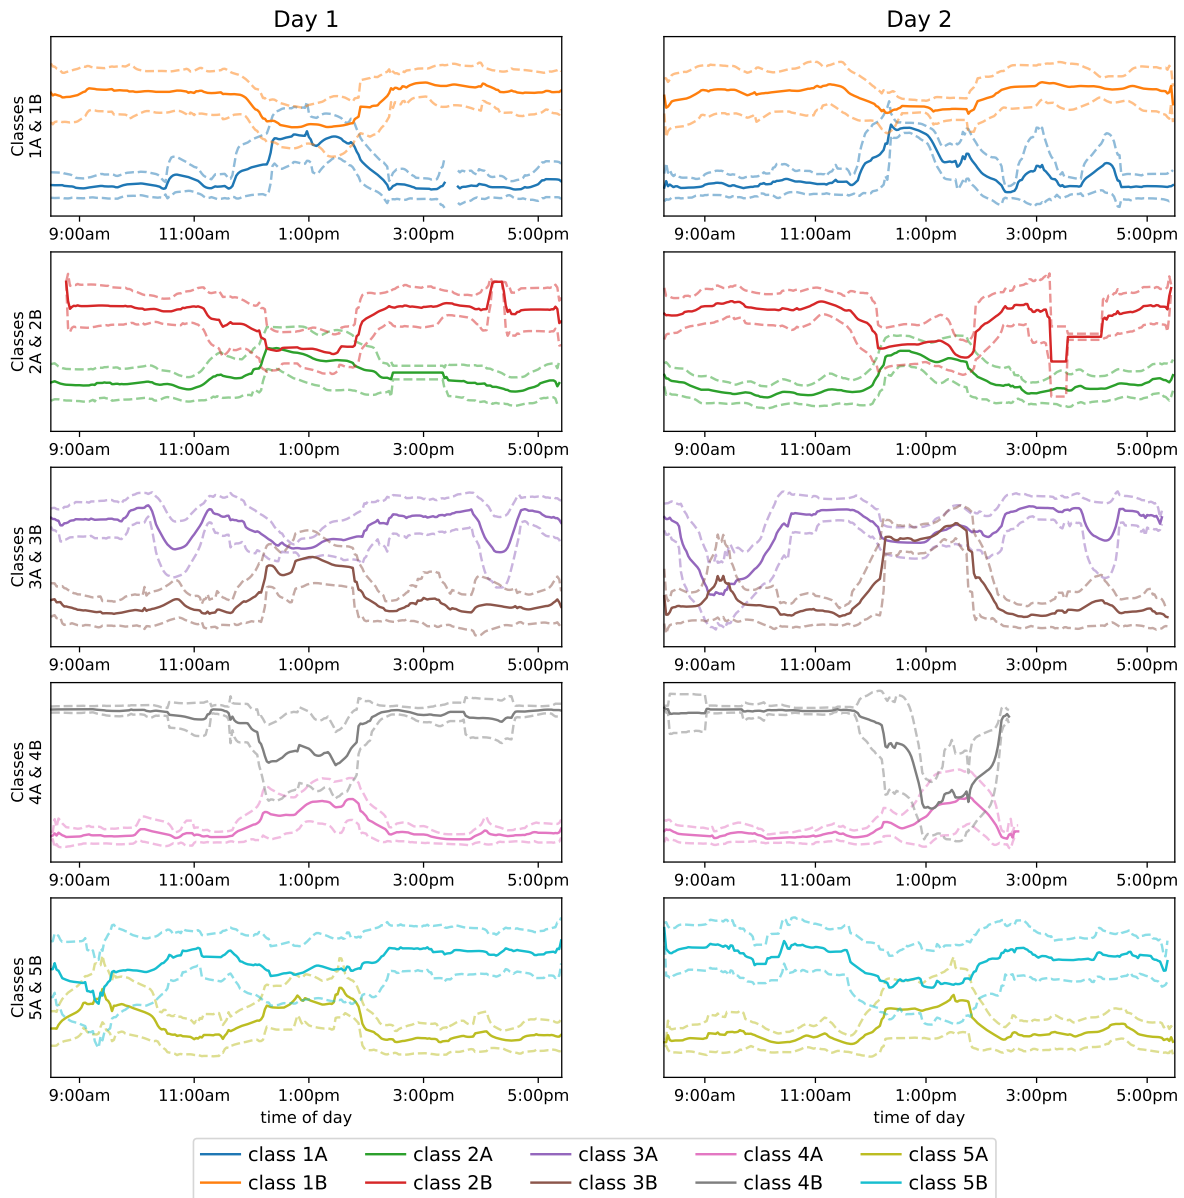 Day 1
Day 2
Classes
1A & 1B
9:00am 11:00am 1:00pm 3:00pm 5:00pm
9:00am 11:00am 1:00pm 3:00pm 5:00pm
Classes
2A & 2B
9:00am 11:00am 1:00pm 3:00pm 5:00pm
9:00am 11:00am 1:00pm 3:00pm 5:00pm
Classes
3A & 3B
9:00am 11:00am 1:00pm 3:00pm 5:00pm
9:00am 11:00am 1:00pm 3:00pm 5:00pm
Classes
4A & 4B
9:00am 11:00am 1:00pm 3:00pm 5:00pm
9:00am 11:00am 1:00pm 3:00pm 5:00pm
Classes
5A & 5B
9:00am 11:00am 1:00pm 3:00pm 5:00pm
time of day
9:00am 11:00am 1:00pm 3:00pm 5:00pm
time of day
class 1A class 2A class 3A class 4A class 5A
class 1B class 2B class 3B class 4B class 5B